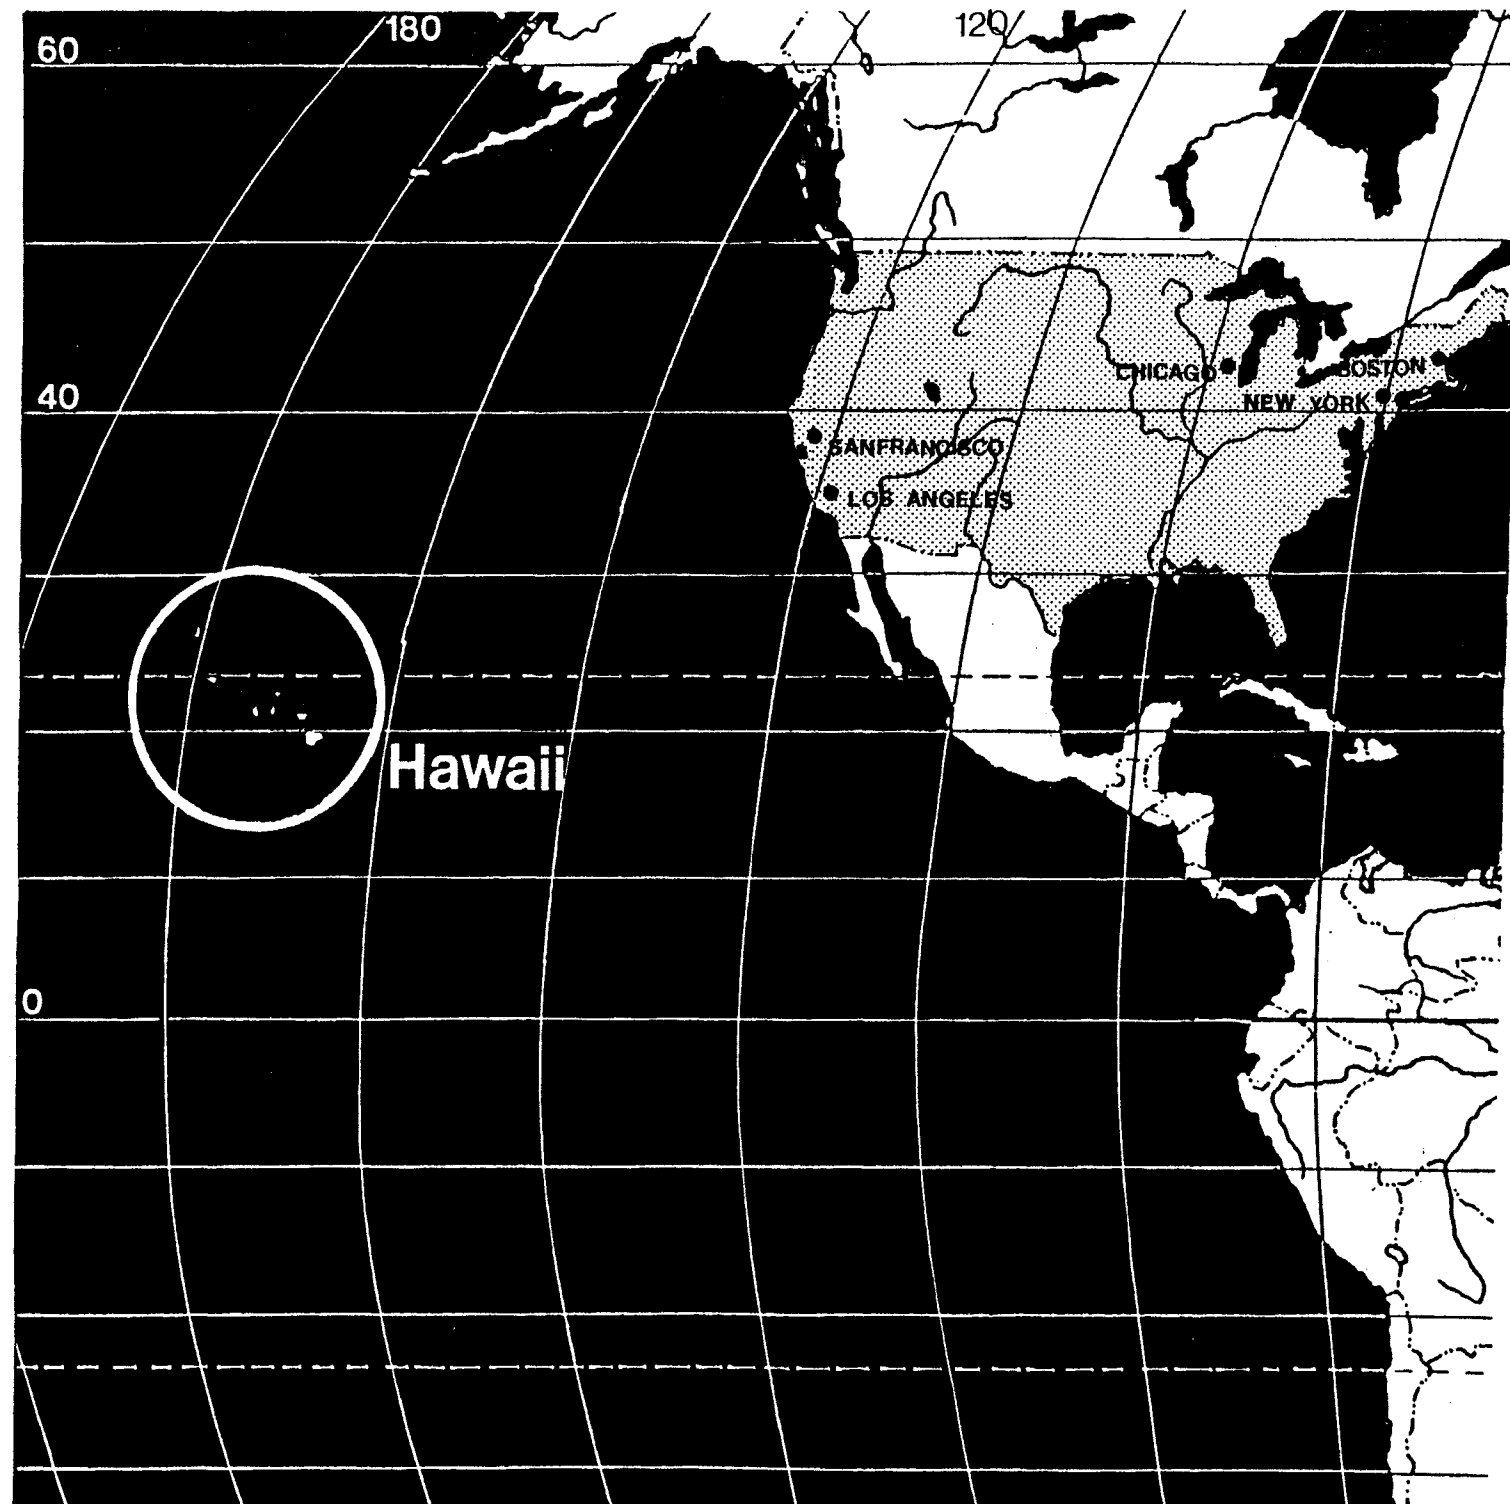 180
120
60
40
CHICAGO
BOSTON
NEW YORK
SANFRANCISCO
LOS ANGELES
Hawaii
0